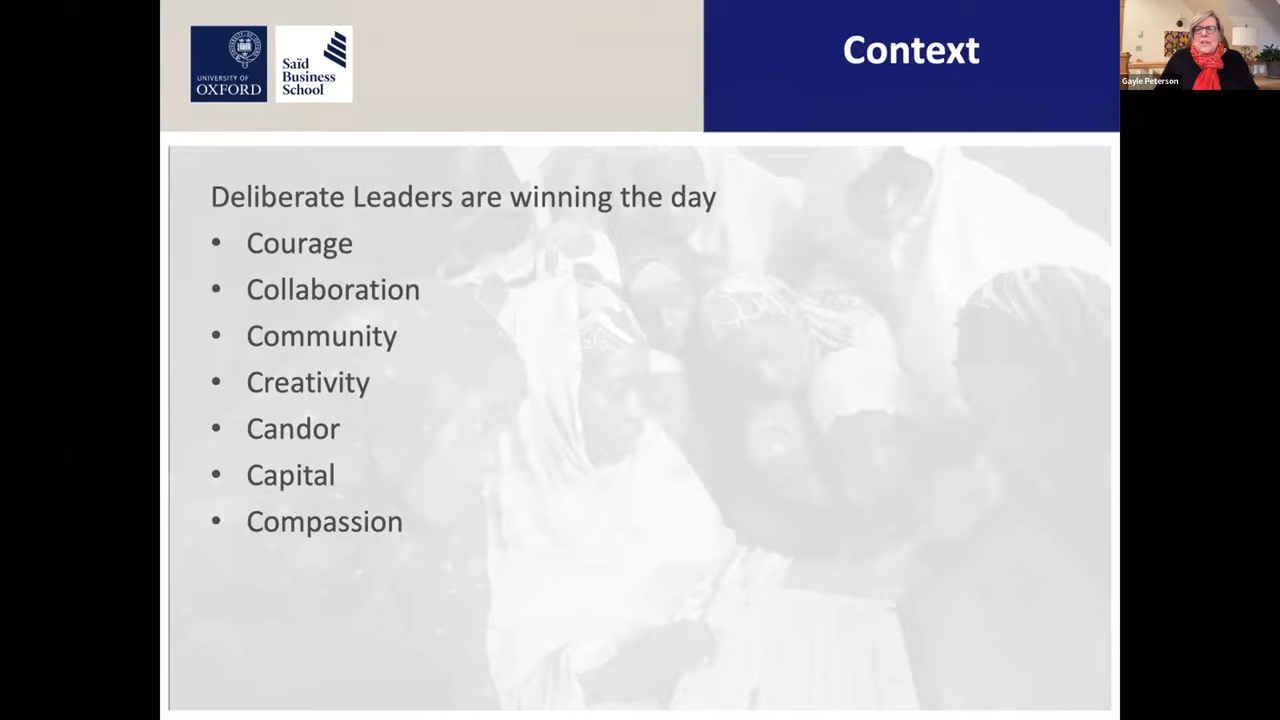 UNIVERSITY OF
OXFORD
Saïd
Business
School
Context
Gayle Peterson
Deliberate Leaders are winning the day
• Courage
• Collaboration
• Community
• Creativity
• Candor
• Capital
• Compassion